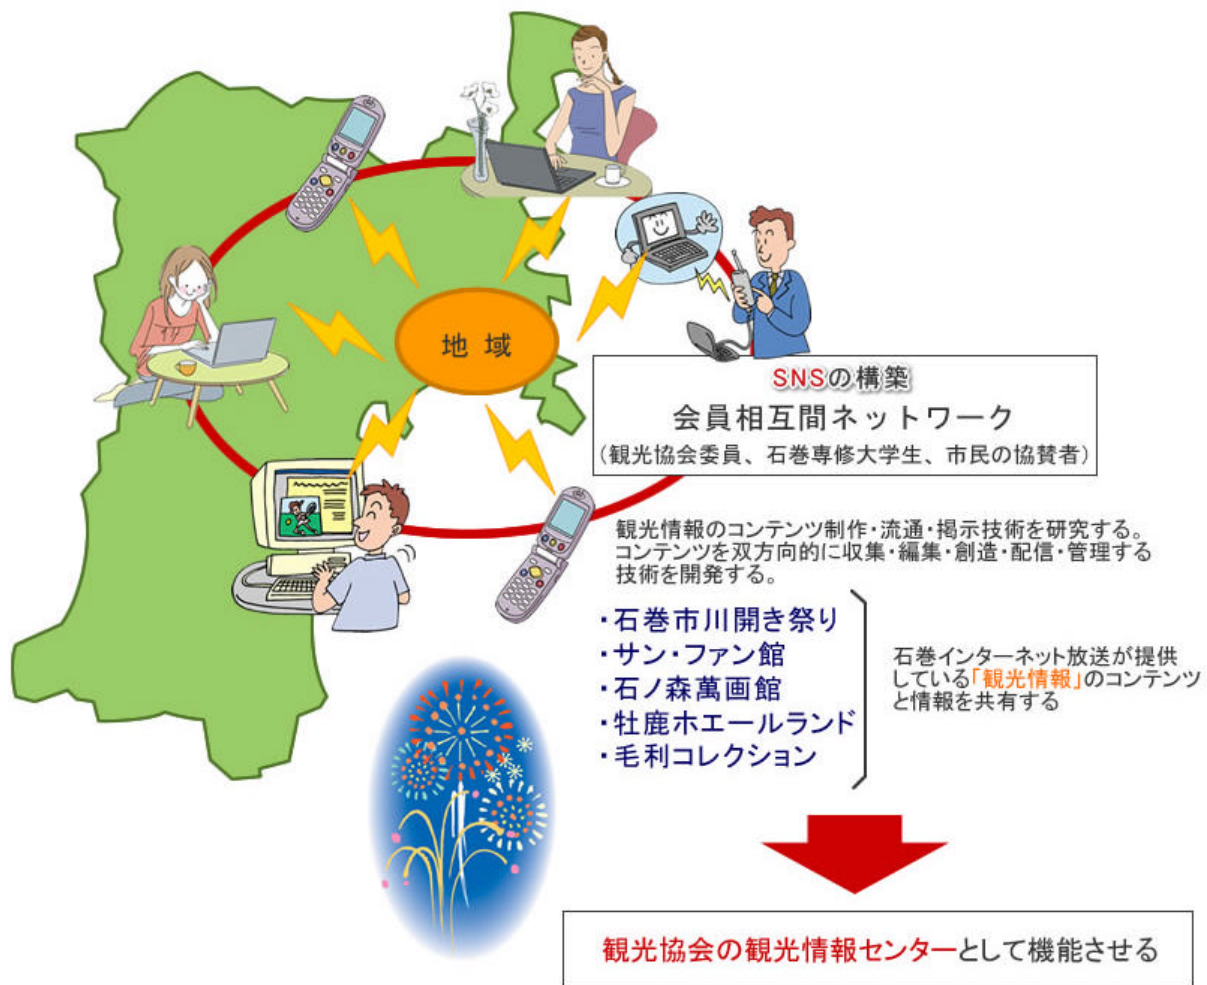 地域
SNSの構築
会員相互間ネットワーク
(観光協会委員、石巻専修大学生、市民の協賛者)
観光情報のコンテンツ制作・流通・掲示技術を研究する。
コンテンツを双方向的に収集・編集・創造・配信・管理する
技術を開発する。
・石巻市川開き祭り
・サン・ファン館
・石ノ森萬画館
・牡鹿ホエールランド
・毛利コレクション
石巻インターネット放送が提供
している「観光情報」のコンテンツ
と情報を共有する
観光協会の観光情報センターとして機能させる